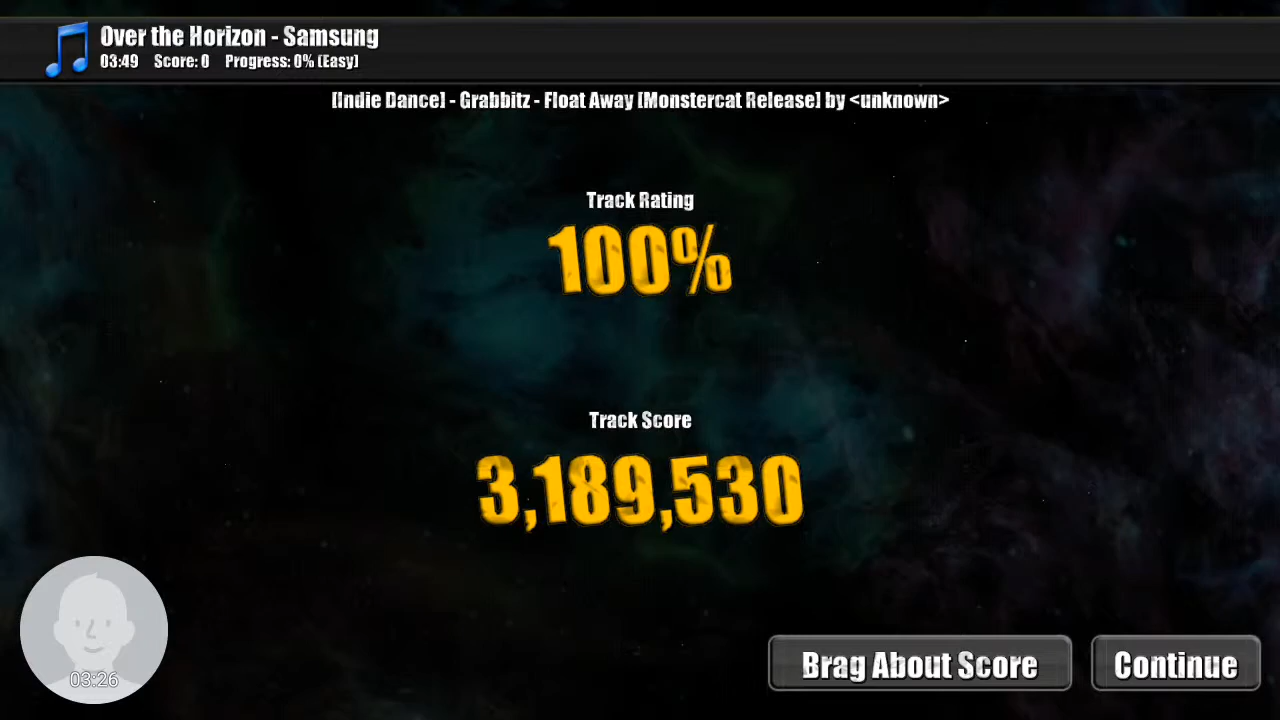 Over the Horizon - Samsung
03:49 Score: 0 Progress: 0% (Easy)
[Indie Dance] - Grabbitz - Float Away [Monstercat Release] by <unknown>
Track Rating
100%
Track Score
3,189,530
03:26
Brag About Score
Continue